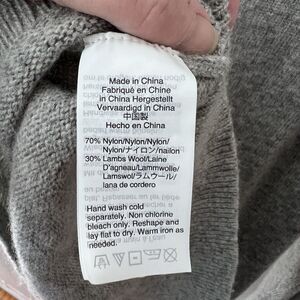 Made in China
Fabriqué en Chine
in China Hergestellt
Vervaardigd in China
中国製
Hecho en China
70% Nylon/Nylon/Nylon/
Nylon/ナイロン/nailon
30% Lambs Wool/Laine
D'agneau/Lammwolle/
Lamswol/ラムウール/
lana de cordero
Hand wash cold
separately. Non chlorine
bleach only. Reshape and
lay flat to dry. Warm iron as
needed.